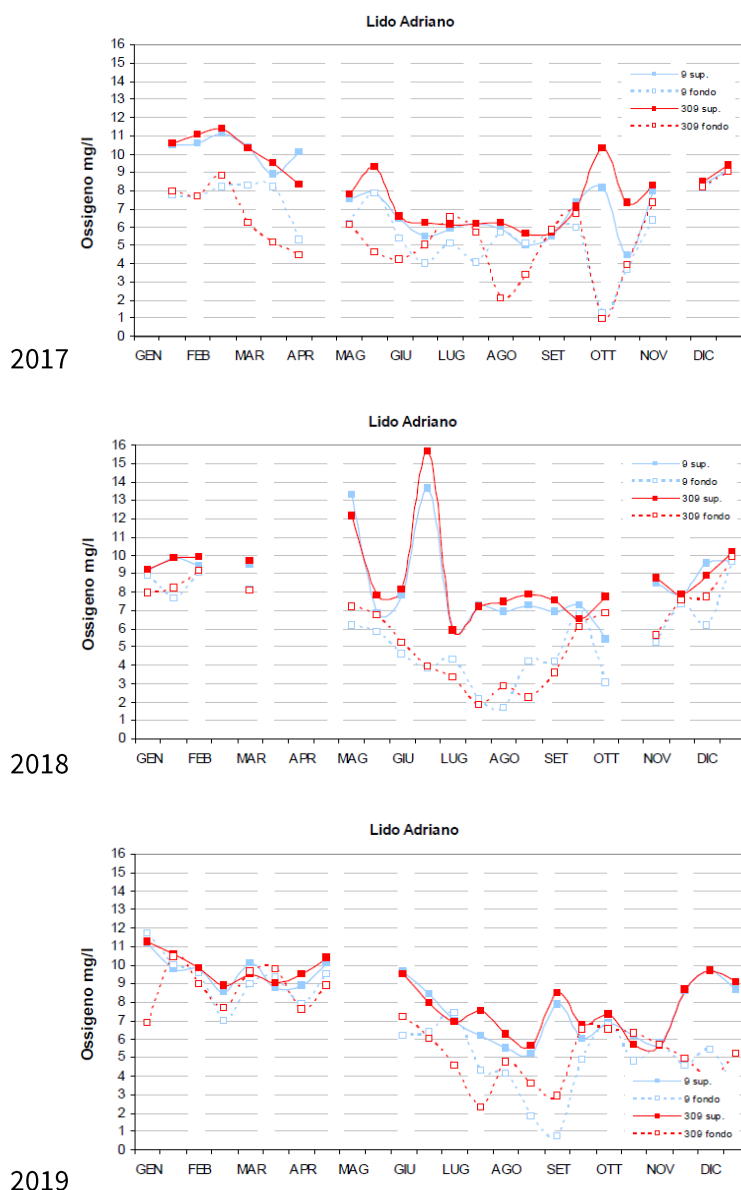 Lido Adriano
Ossigeno mg/l
16
15
14
13
12
11
10
9
8
7
6
5
4
3
2
1
0
9 sup.
9 fondo
309 sup.
309 fondo
GEN FEB MAR APR MAG GIU LUG AGO SET OTT NOV DIC
2017
Lido Adriano
Ossigeno mg/l
16
15
14
13
12
11
10
9
8
7
6
5
4
3
2
1
0
9 sup.
9 fondo
309 sup.
309 fondo
GEN FEB MAR APR MAG GIU LUG AGO SET OTT NOV DIC
2018
Lido Adriano
Ossigeno mg/l
16
15
14
13
12
11
10
9
8
7
6
5
4
3
2
1
0
9 sup.
9 fondo
309 sup.
309 fondo
GEN FEB MAR APR MAG GIU LUG AGO SET OTT NOV DIC
2019